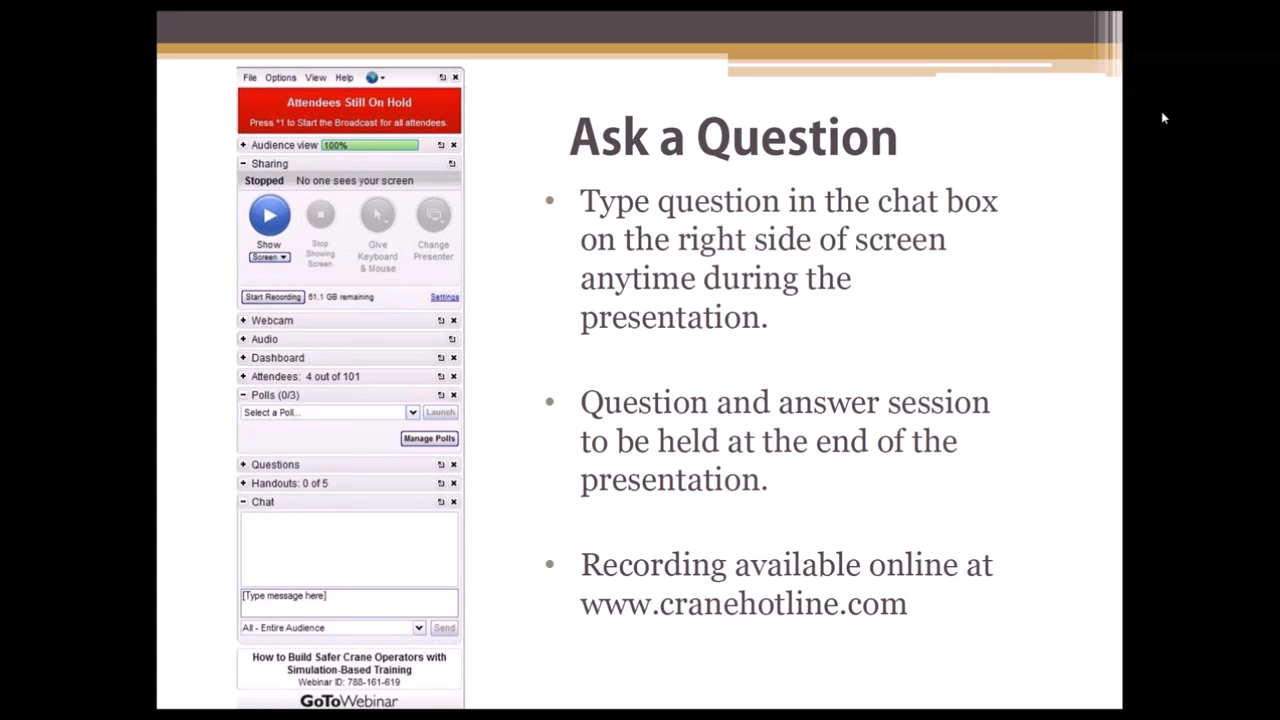 File Options View Help
Attendees Still On Hold
Press *1 to Start the Broadcast for all attendees.
Audience view 100%
Sharing
Stopped No one sees your screen
Show
Screen
Stop
Showing
Screen
Give
Keyboard
& Mouse
Change
Presenter
Start Recording 61.1 GB remaining Settings
Webcam
Audio
Dashboard
Attendees: 4 out of 101
Polls (0/3)
Select a Poll... Launch
Manage Polls
Questions
Handouts: 0 of 5
Chat
[Type message here]
All - Entire Audience Send
How to Build Safer Crane Operators with
Simulation-Based Training
Webinar ID: 788-161-619
GoToWebinar
Ask a Question
• Type question in the chat box
on the right side of screen
anytime during the
presentation.
• Question and answer session
to be held at the end of the
presentation.
• Recording available online at
www.cranehotline.com